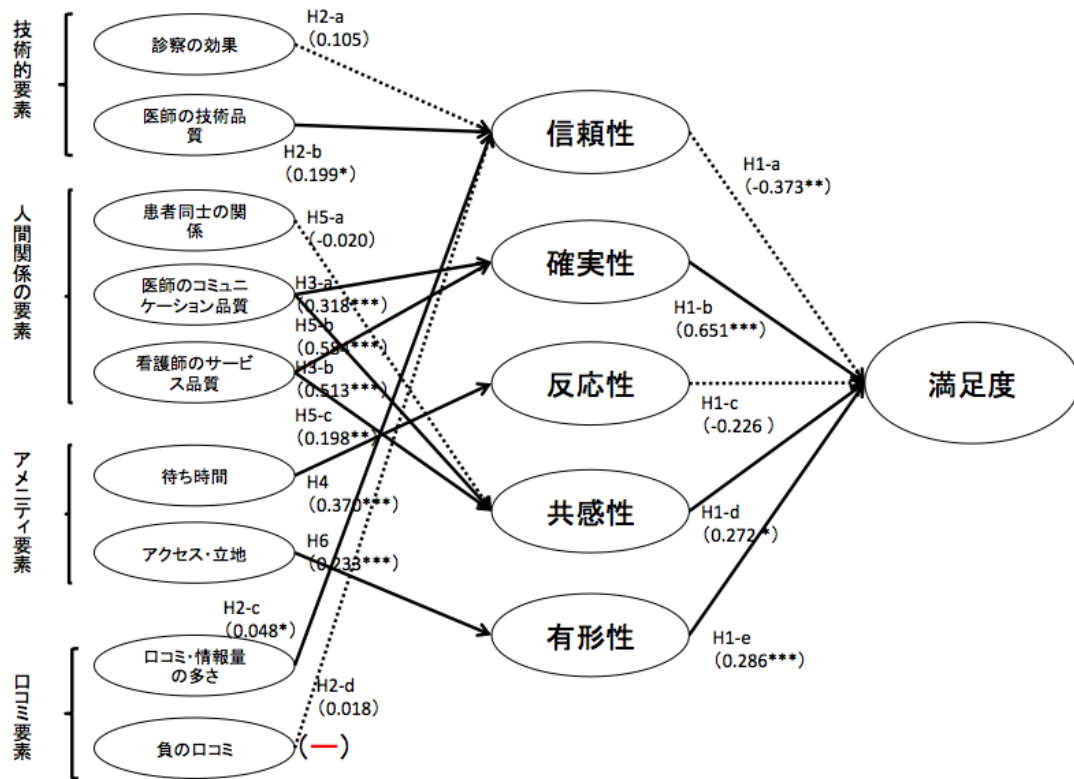 技術的要素
診察の効果
医師の技術品
質
人間関係の要素
患者同士の関
係
医師のコミュニ
ケーション品質
看護師のサービ
ス品質
アメニティ要素
待ち時間
アクセス・立地
口コミ要素
口コミ・情報量
の多さ
負の口コミ
H2-a
（0.105）
H2-b
（0.199*）
H5-a
（-0.020）
H3-a
（0.318***）
H5-b
（0.584***）
H3-b
（0.513***）
H5-c
（0.198**）
H4
（0.370***）
H6
（0.233***）
H2-c
（0.048*）
H2-d
（0.018）
（—）
信頼性
確実性
反応性
共感性
有形性
H1-a
（-0.373**）
H1-b
（0.651***）
H1-c
（-0.226 ）
H1-d
（0.272 *）
H1-e
（0.286***）
満足度